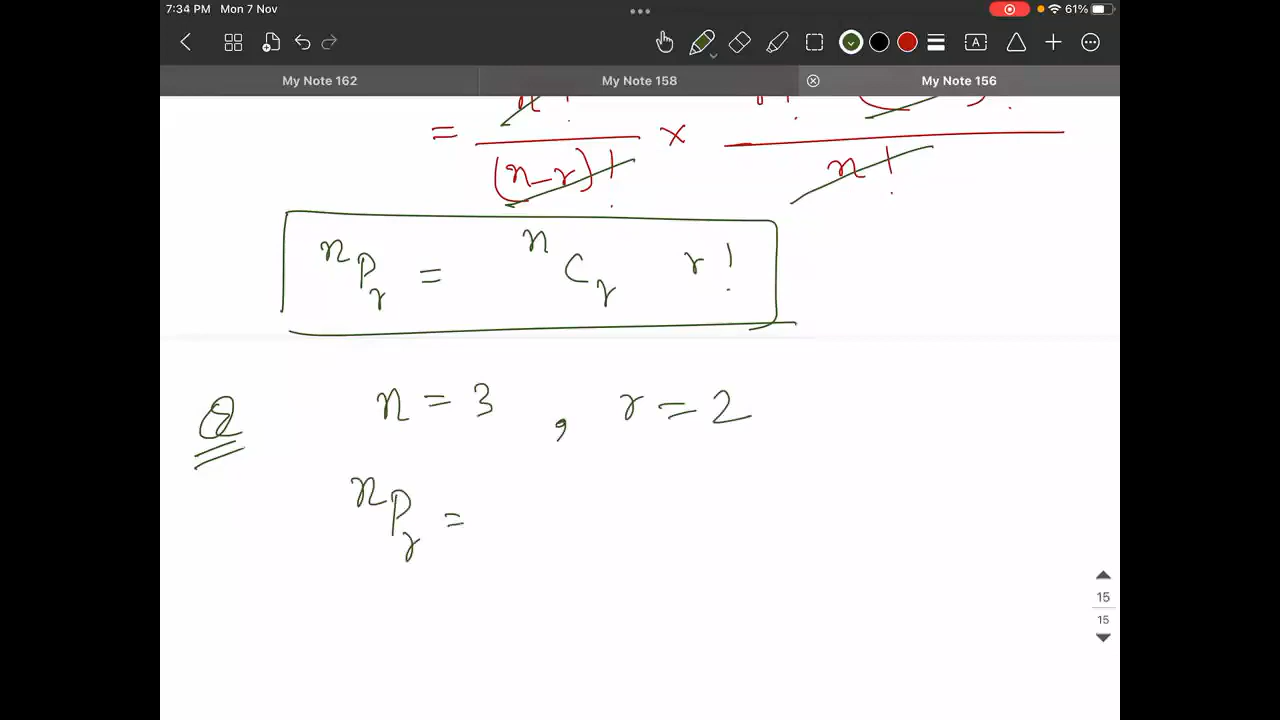 7:34 PM Mon 7 Nov
61%
My Note 162
My Note 158
My Note 156
= n! × r!
(n-r)! n!
nPr = nCr r!
Q n = 3 , r = 2
nPr =
15
15